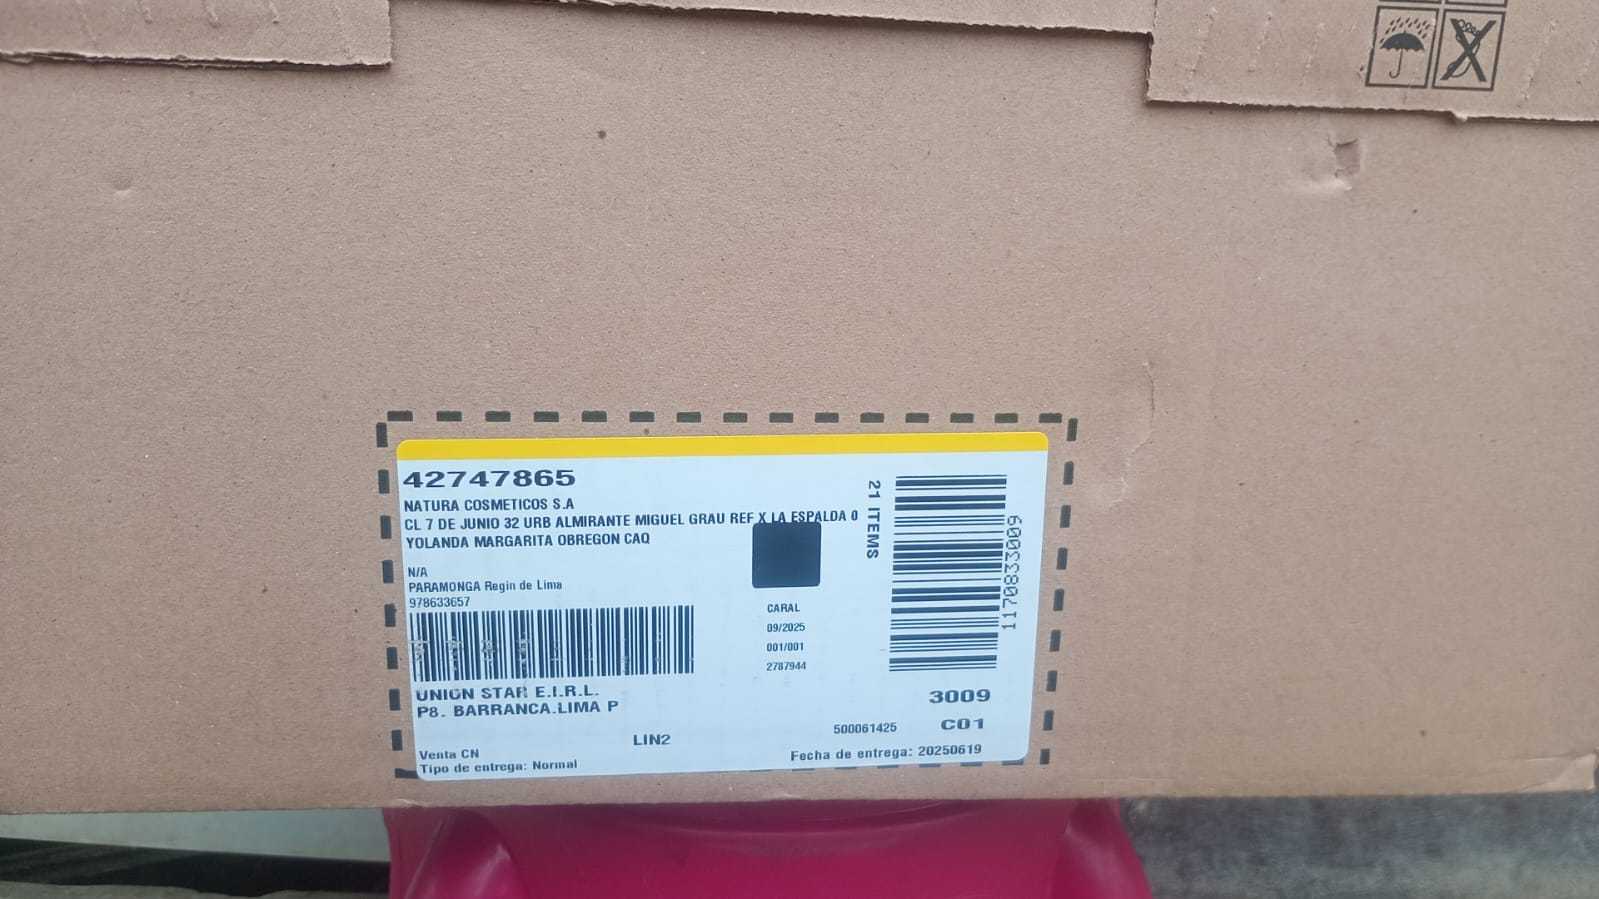 42747865
NATURA COSMETICOS S.A
CL 7 DE JUNIO 32 URB ALMIRANTE MIGUEL GRAU REF X LA ESPALDA 0
YOLANDA MARGARITA OBREGON CAQ
N/A
PARAMONGA Regin de Lima
978633657
UNION STAR E.I.R.L.
P8. BARRANCA.LIMA P
LIN2
Venta CN
Tipo de entrega: Normal
CARAL
09/2025
001/001
2787944
21 ITEMS
1170833009
3009
500061425
C01
Fecha de entrega: 20250619